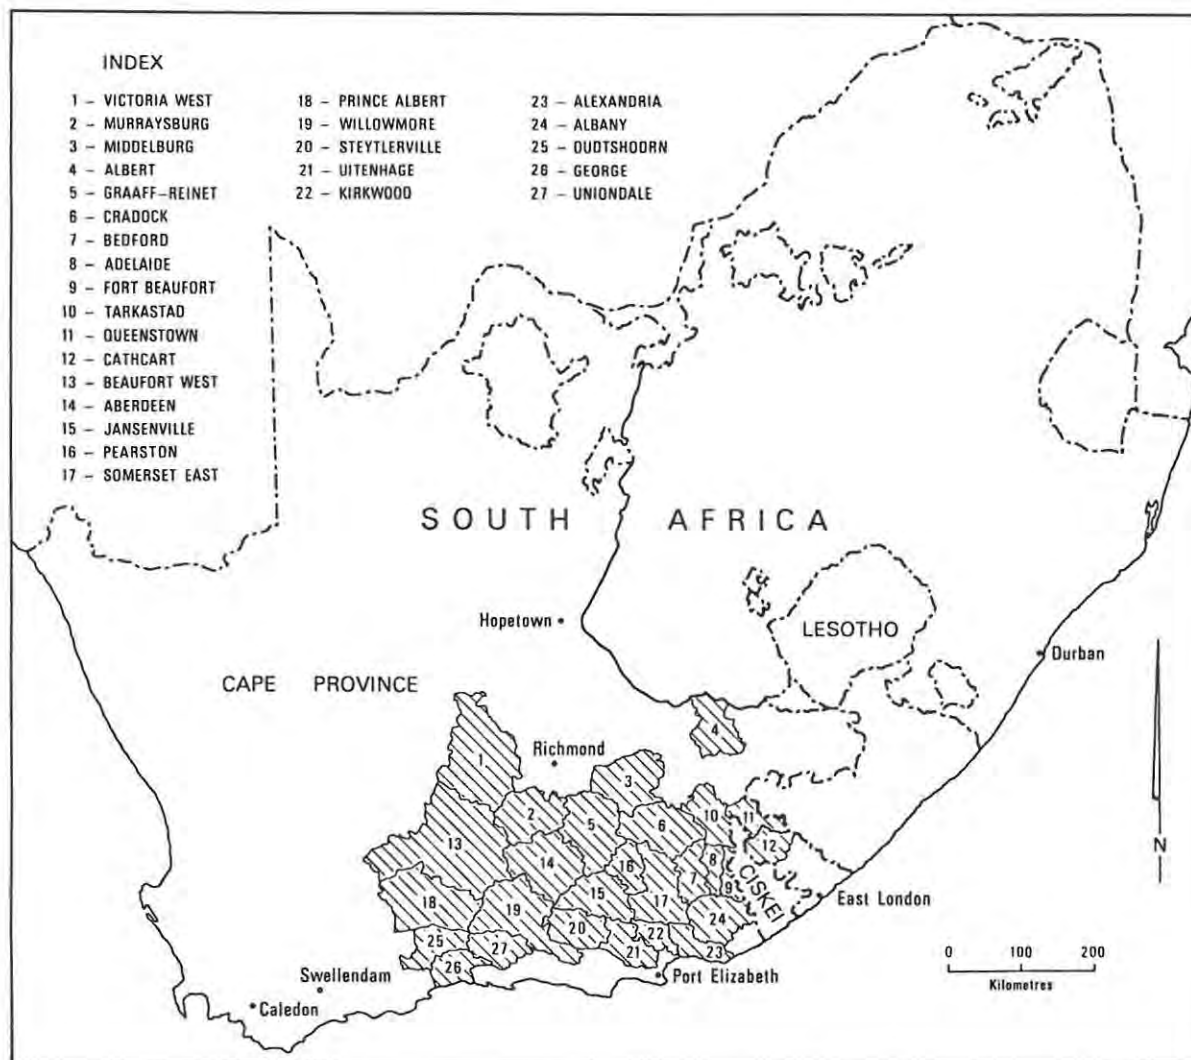 INDEX
1 – VICTORIA WEST
2 – MURRAYSBURG
3 – MIDDELBURG
4 – ALBERT
5 – GRAAFF–REINET
6 – CRADOCK
7 – BEDFORD
8 – ADELAIDE
9 – FORT BEAUFORT
10 – TARKASTAD
11 – QUEENSTOWN
12 – CATHCART
13 – BEAUFORT WEST
14 – ABERDEEN
15 – JANSENVILLE
16 – PEARSTON
17 – SOMERSET EAST
18 – PRINCE ALBERT
19 – WILLOWMORE
20 – STEYTLERVILLE
21 – UITENHAGE
22 – KIRKWOOD
23 – ALEXANDRIA
24 – ALBANY
25 – OUDTSHOORN
26 – GEORGE
27 – UNIONDALE
SOUTH AFRICA
Hopetown
LESOTHO
Durban
CAPE PROVINCE
4
Richmond
1
3
2
5
6
10
11
13
14
16
8
12
7
9
CISKEI
18
19
15
17
East London
24
20
22
25
27
21
23
26
N
Port Elizabeth
Swellendam
Caledon
0 100 200
Kilometres